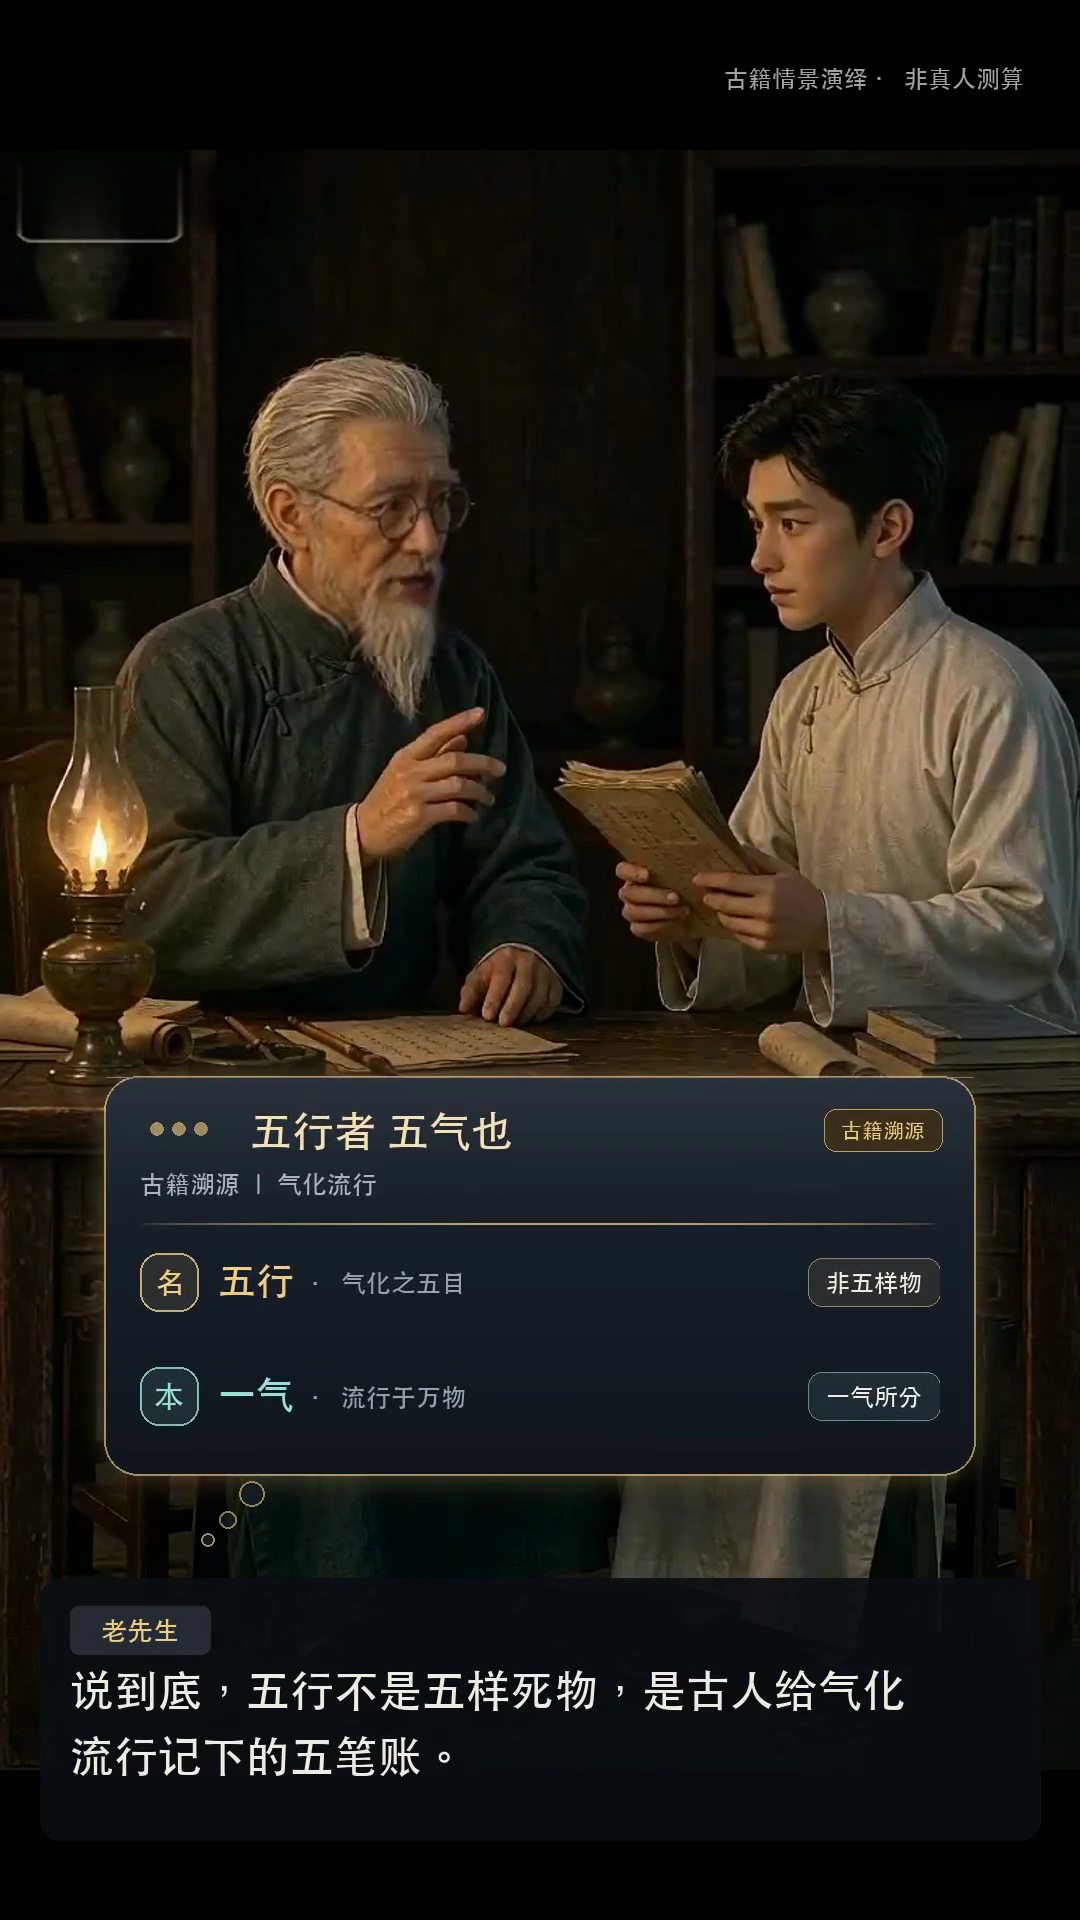 古籍情景演绎· 非真人测算
五行者 五气也
古籍溯源
古籍溯源 | 气化流行
名 五行 · 气化之五目 非五样物
本 一气 · 流行于万物 一气所分
老先生
说到底，五行不是五样死物，是古人给气化
流行记下的五笔账。